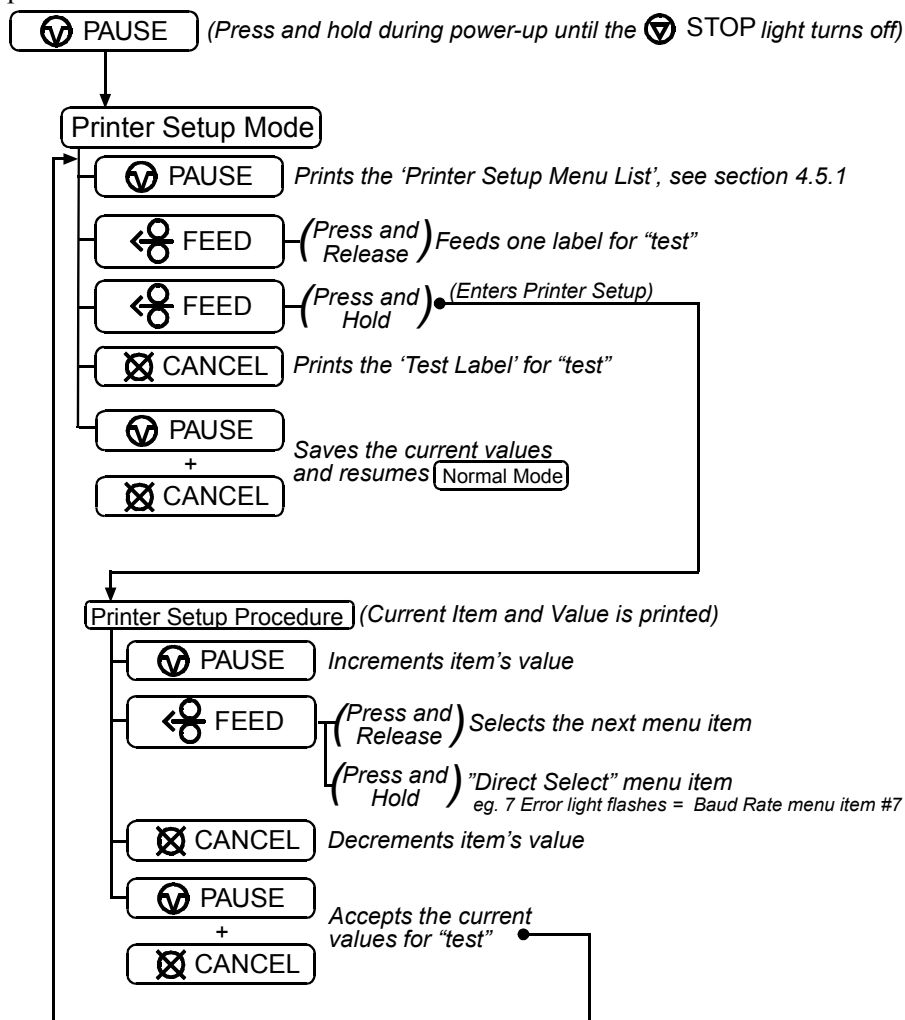 PAUSE (Press and hold during power-up until the STOP light turns off)
Printer Setup Mode
PAUSE Prints the ‘Printer Setup Menu List’, see section 4.5.1
FEED (Press and Release) Feeds one label for “test”
FEED (Press and Hold) (Enters Printer Setup)
CANCEL Prints the ‘Test Label’ for “test”
PAUSE
+
CANCEL
Saves the current values
and resumes Normal Mode
Printer Setup Procedure (Current Item and Value is printed)
PAUSE Increments item’s value
FEED (Press and Release) Selects the next menu item
(Press and Hold) ”Direct Select” menu item
eg. 7 Error light flashes = Baud Rate menu item #7
CANCEL Decrements item’s value
PAUSE
+
CANCEL
Accepts the current
values for “test”